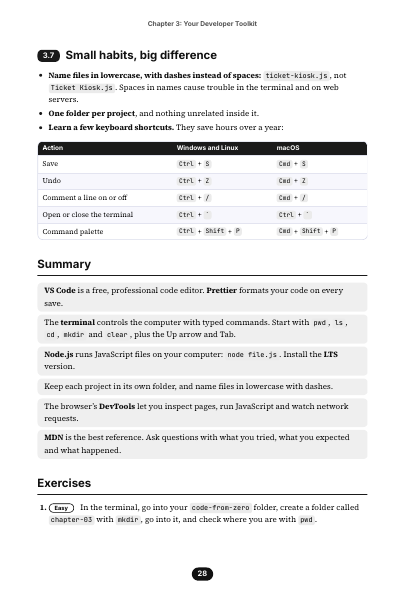 Chapter 3: Your Developer Toolkit
3.7 Small habits, big difference
• Name files in lowercase, with dashes instead of spaces: ticket-kiosk.js, not
Ticket Kiosk.js. Spaces in names cause trouble in the terminal and on web
servers.
• One folder per project, and nothing unrelated inside it.
• Learn a few keyboard shortcuts. They save hours over a year:
Action Windows and Linux macOS
Save Ctrl + S Cmd + S
Undo Ctrl + Z Cmd + Z
Comment a line on or off Ctrl + / Cmd + /
Open or close the terminal Ctrl + ` Ctrl + `
Command palette Ctrl + Shift + P Cmd + Shift + P
Summary
VS Code is a free, professional code editor. Prettier formats your code on every
save.
The terminal controls the computer with typed commands. Start with pwd, ls,
cd, mkdir and clear, plus the Up arrow and Tab.
Node.js runs JavaScript files on your computer: node file.js. Install the LTS
version.
Keep each project in its own folder, and name files in lowercase with dashes.
The browser's DevTools let you inspect pages, run JavaScript and watch network
requests.
MDN is the best reference. Ask questions with what you tried, what you expected
and what happened.
Exercises
1. Easy In the terminal, go into your code-from-zero folder, create a folder called
chapter-03 with mkdir, go into it, and check where you are with pwd.
28